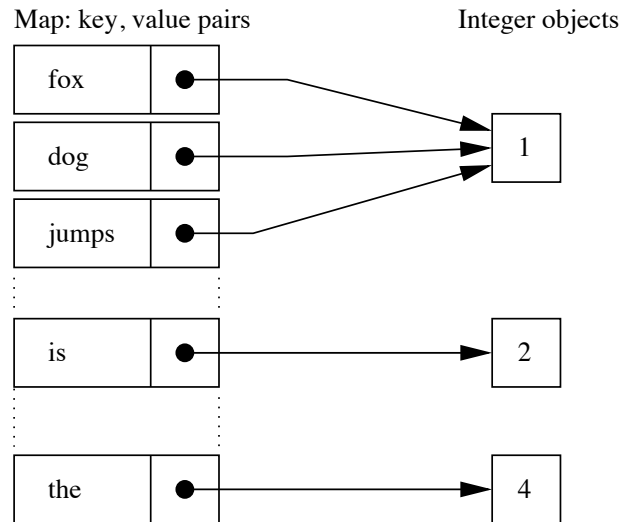 Map: key, value pairs
Integer objects
fox
dog
1
jumps
is
2
the
4